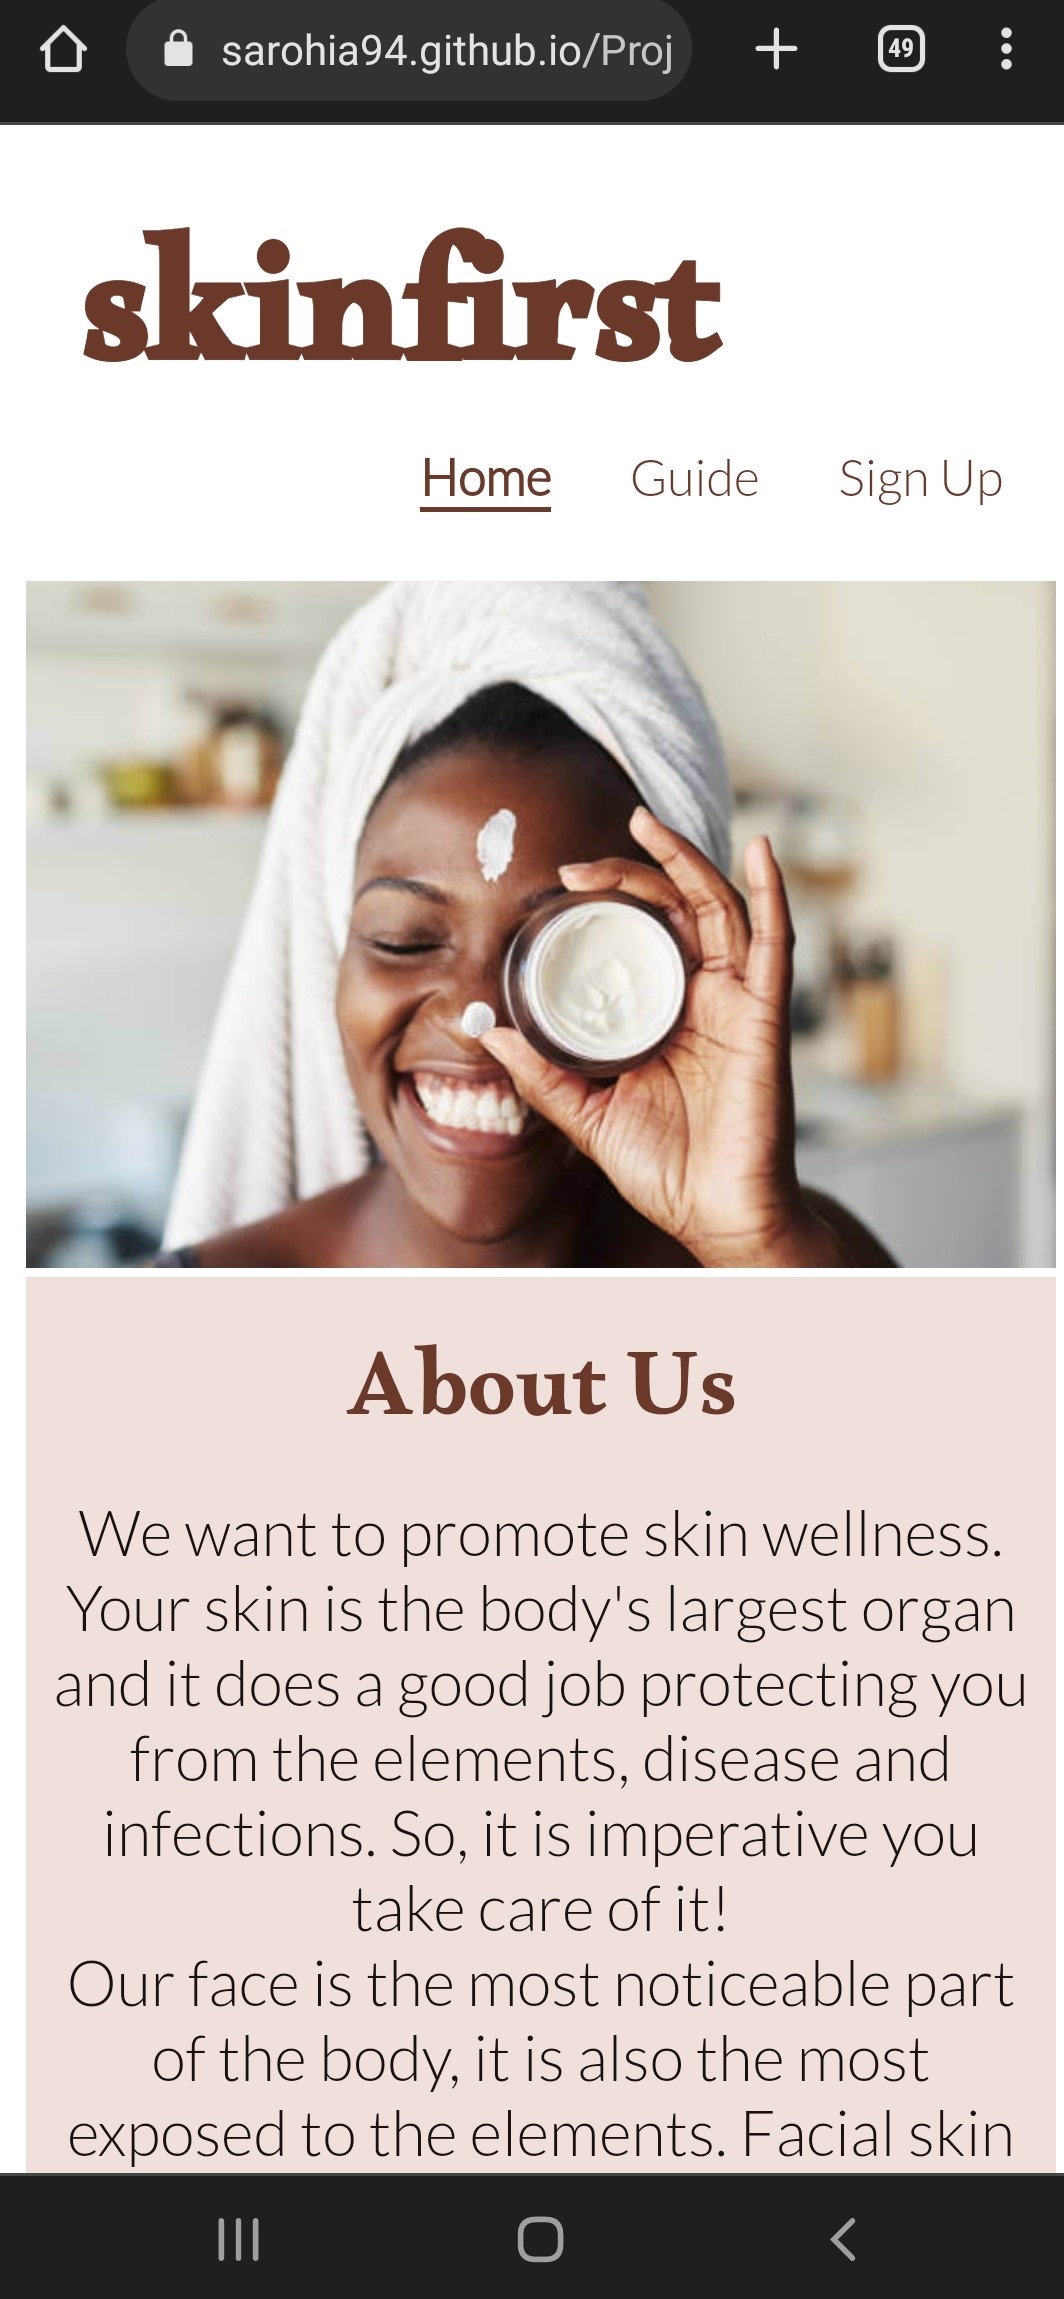 sarohia94.github.io/Proj
49
skinfirst
Home Guide Sign Up
About Us
We want to promote skin wellness.
Your skin is the body's largest organ
and it does a good job protecting you
from the elements, disease and
infections. So, it is imperative you
take care of it!
Our face is the most noticeable part
of the body, it is also the most
exposed to the elements. Facial skin